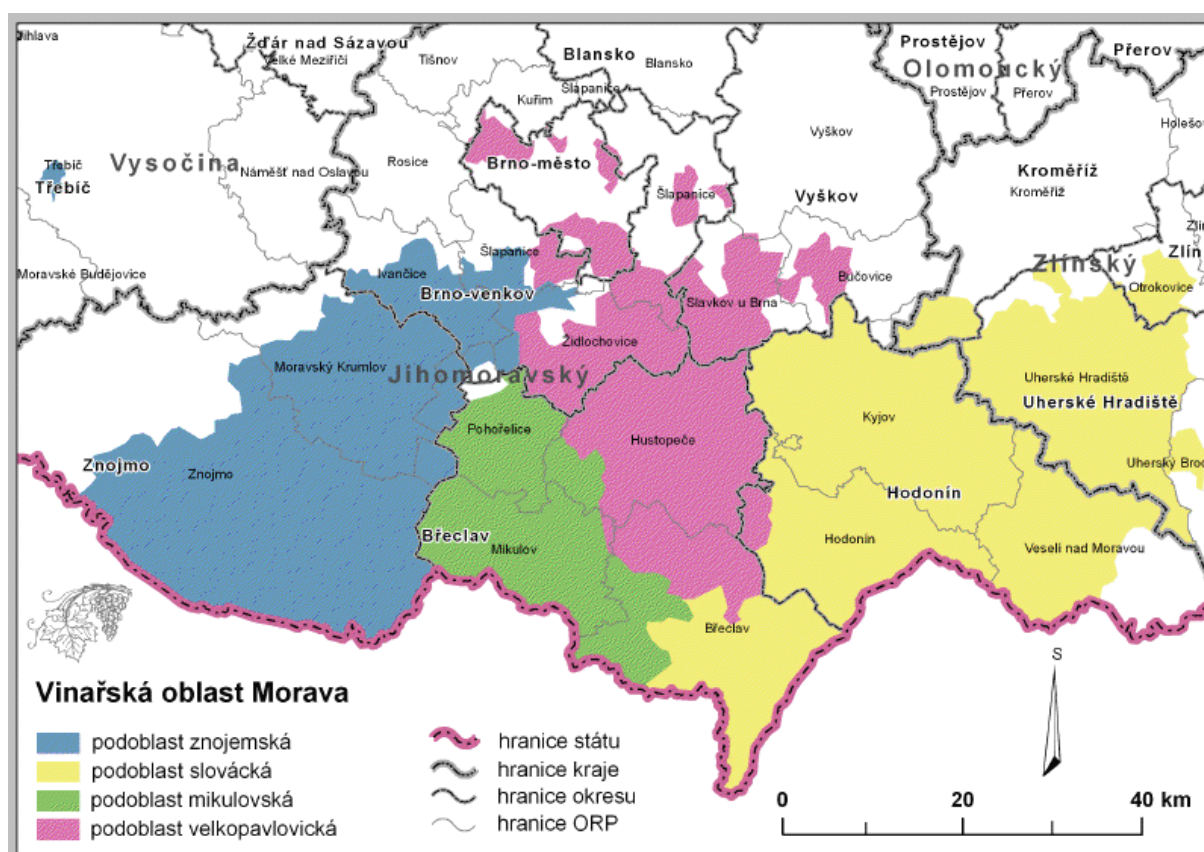 Jihlava
Žďár nad Sázavou
Velké Meziříčí
Tišnov
Blansko
Blansko
Prostějov
Přerov
Olomoucký
Prostějov
Přerov
Kuřim
Šlapanice
Vyškov
Holešov
Třebíč
Třebíč
Vysočina
Náměšť nad Oslavou
Rosice
Brno-město
Šlapanice
Vyškov
Kroměříž
Kroměříž
Zlín
Zlínský
Moravské Budějovice
Ivančice
Šlapanice
Brno-venkov
Slavkov u Brna
Bučovice
Otrokovice
Židlochovice
Moravský Krumlov
Jihomoravský
Uherské Hradiště
Uherské Hradiště
Kyjov
Pohořelice
Hustopeče
Znojmo
Znojmo
Uherský Brod
Hodonín
Břeclav
Mikulov
Hodonín
Veselí nad Moravou
Břeclav
S
Vinařská oblast Morava
podoblast znojemská
podoblast slovácká
podoblast mikulovská
podoblast velkopavlovická
hranice státu
hranice kraje
hranice okresu
hranice ORP
0 20 40 km